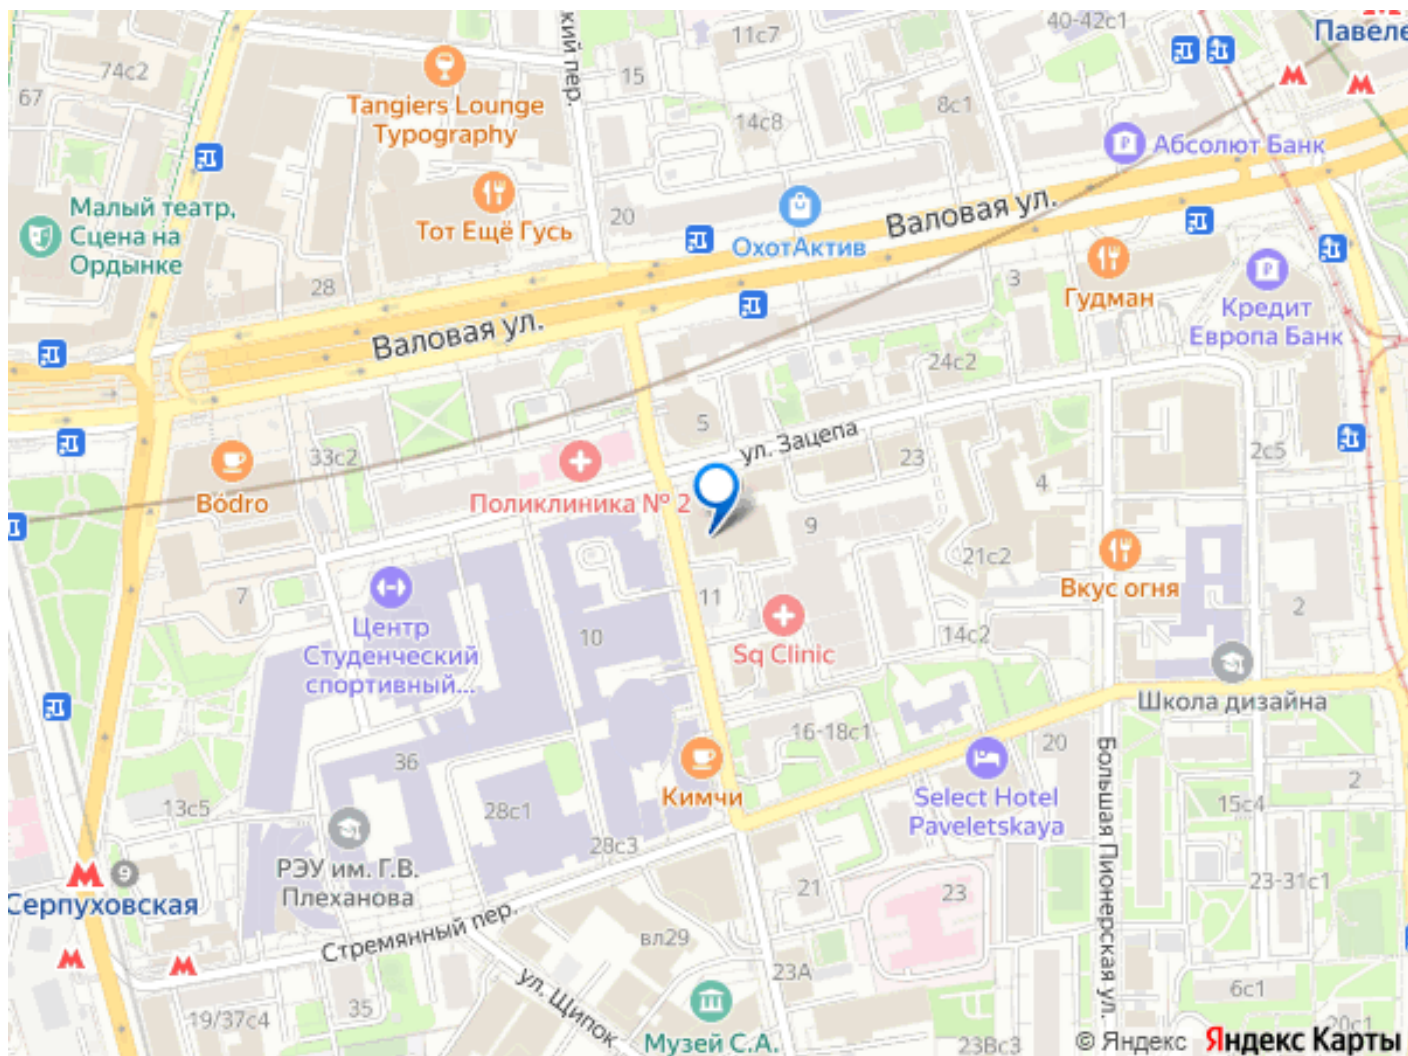 40-42с1
Павеле
11с7
кий пер.
74с2
15
67
Tangiers Lounge
Typography
8с1
14с8
Абсолют Банк
Малый театр,
Сцена на
Ордынке
Тот Ещё Гусь
20
Валовая ул.
ОхотАктив
28
3
Гудман
Кредит
Европа Банк
Валовая ул.
24с2
5
ул. Зацепа
33с2
23
2с5
4
Bódro
Поликлиника № 2
9
21с2
Вкус огня
7
11
2
Центр
Студенческий
спортивный...
10
14с2
Sq Clinic
Школа дизайна
16-18с1
20
36
Большая Пионерская ул.
2
Кимчи
Select Hotel
Paveletskaya
13с5
28с1
15с4
28с3
9
РЭУ им. Г.В.
Плеханова
21
23
23-31с1
Серпуховская
Стремянный пер.
вл29
23А
ул. Щипок
6с1
35
19/37с4
20с1
Музей С.А.
23Вс3
© Яндекс Яндекс Карты